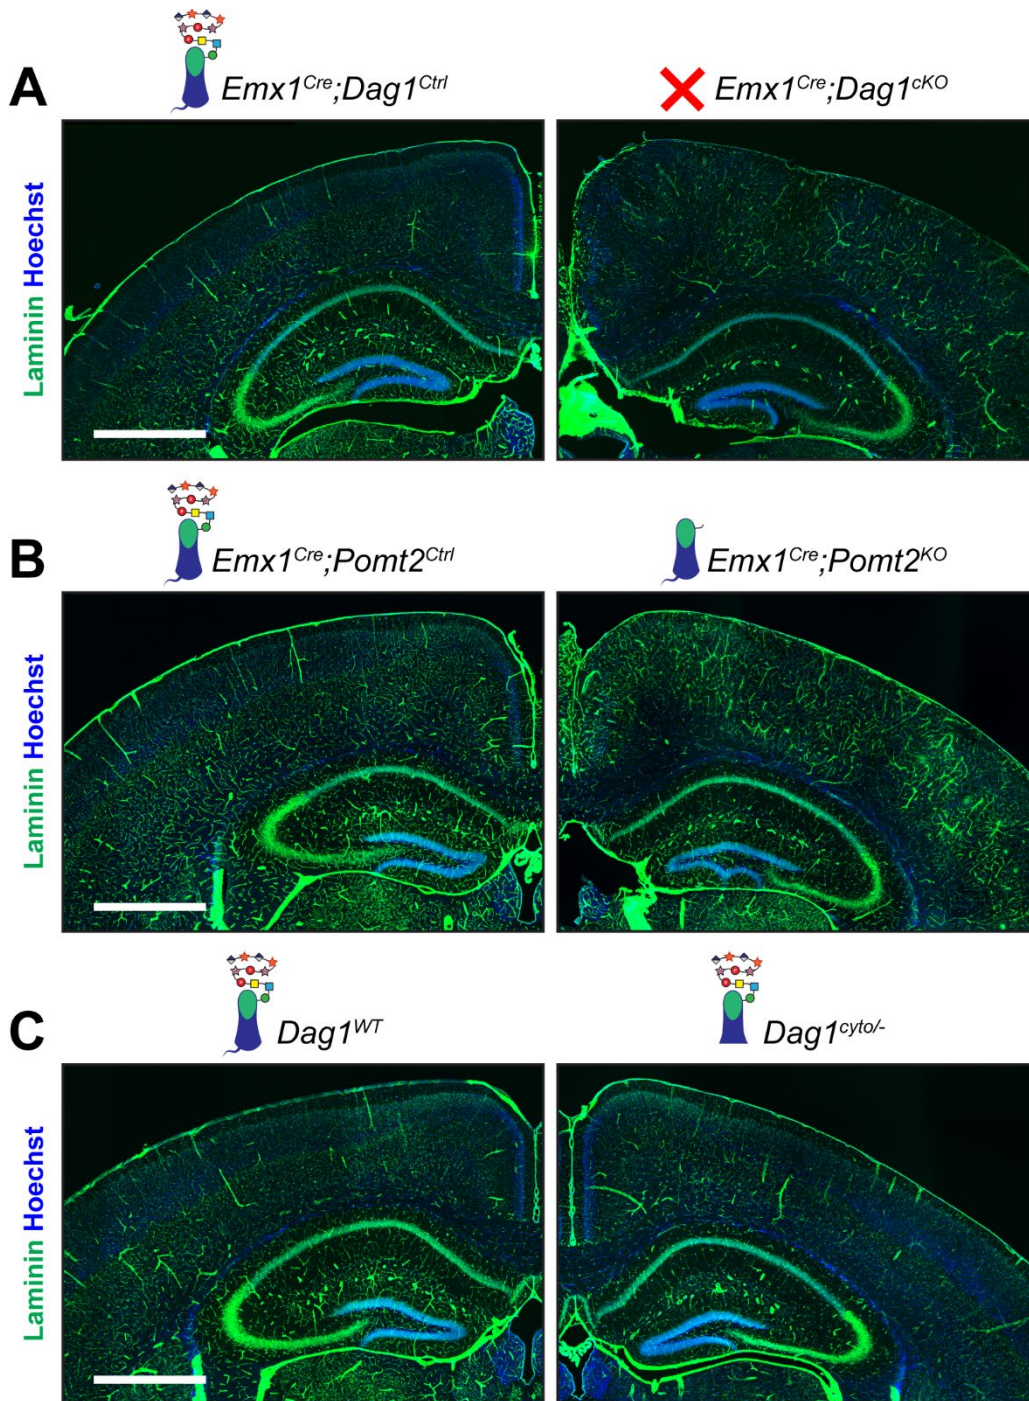 A
Emx1Cre;Dag1Ctrl
Emx1Cre;Dag1cKO
Laminin Hoechst
B
Emx1Cre;Pomt2Ctrl
Emx1Cre;Pomt2KO
Laminin Hoechst
C
Dag1WT
Dag1cyto/-
Laminin Hoechst